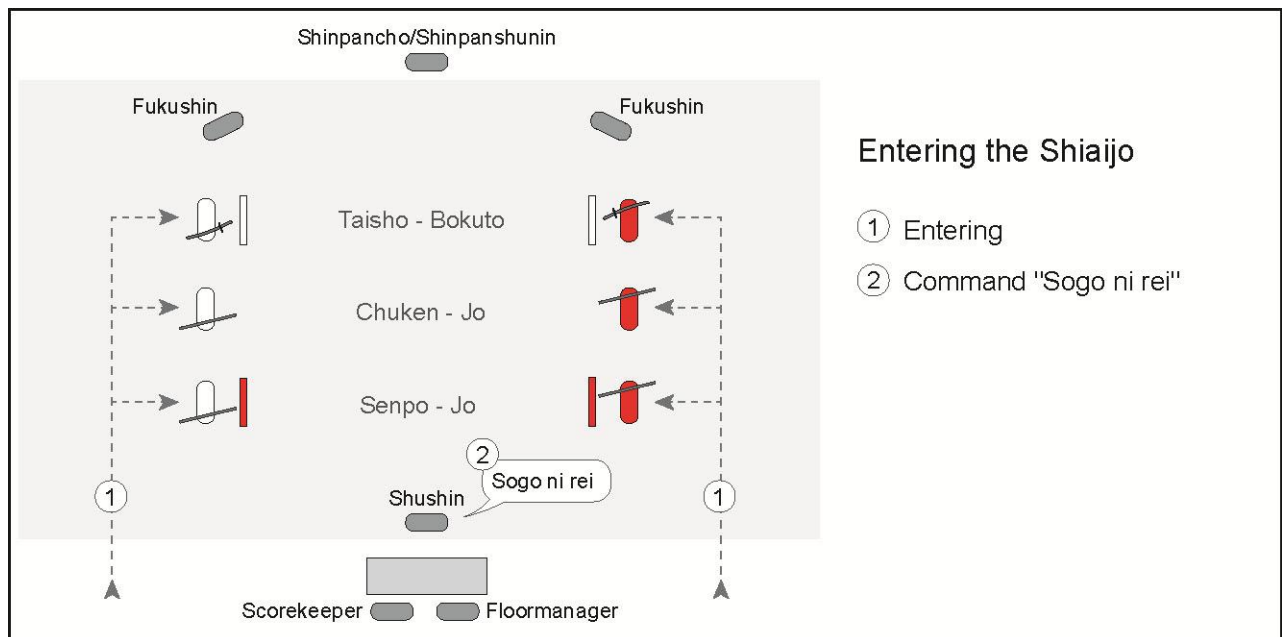 Shinpancho/Shinpanshunin
Fukushin
Fukushin
Entering the Shiaijo
Taisho - Bokuto
1 Entering
2 Command "Sogo ni rei"
Chuken - Jo
Senpo - Jo
2
Sogo ni rei
1
Shushin
1
Scorekeeper
Floormanager